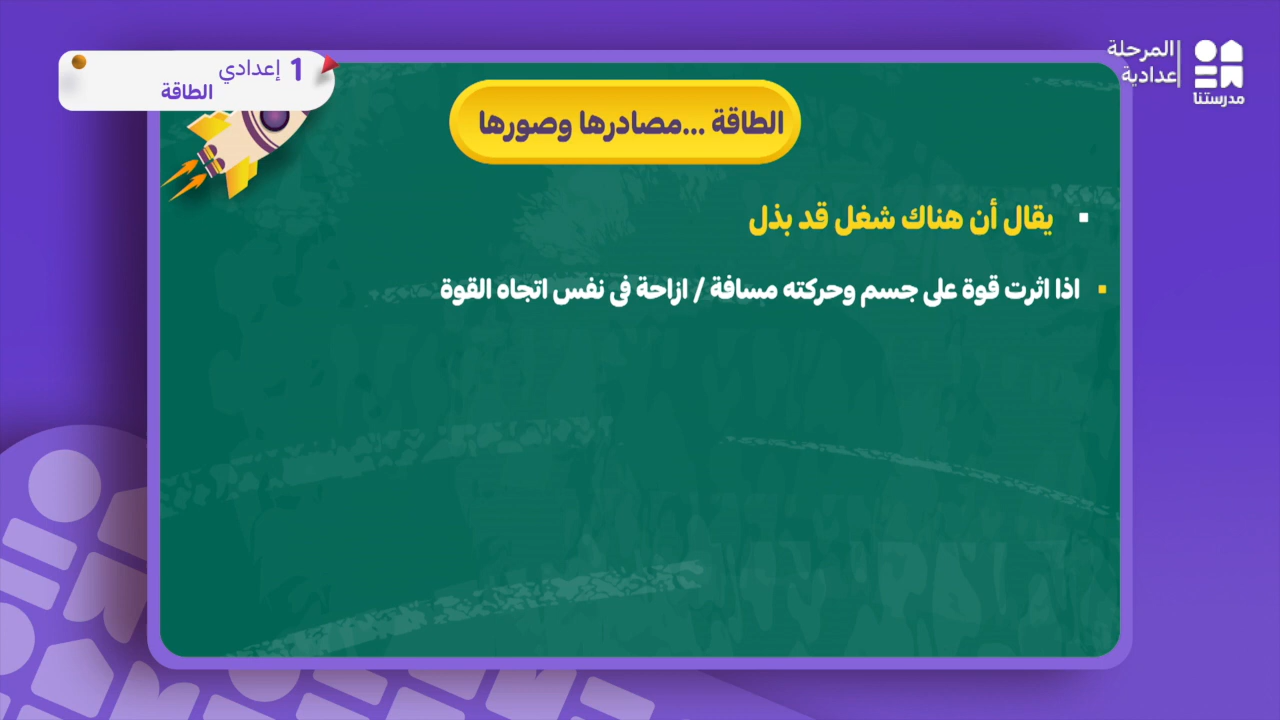 المرحلة
عدادية
مدرستنا
1 إعدادي
الطاقة
الطاقة ...مصادرها وصورها
يقال أن هناك شغل قد بذل
اذا اثرت قوة على جسم وحركته مسافة / ازاحة فى نفس اتجاه القوة